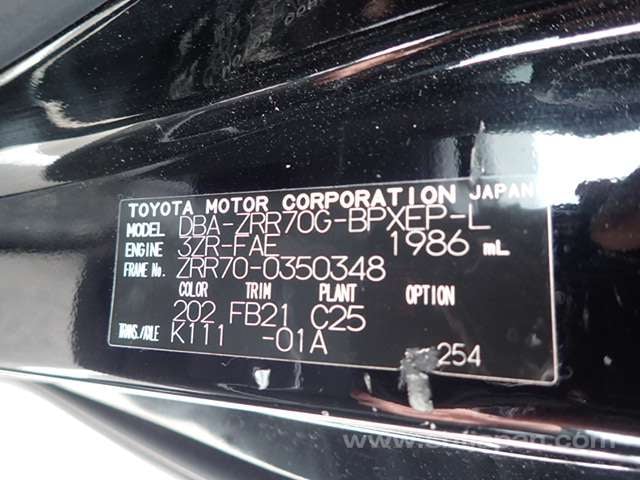 TOYOTA MOTOR CORPORATION JAPAN
MODEL DBA-ZRR70G-BPXEP-L
ENGINE 3ZR-FAE 1986 mL
FRAME No. ZRR70-0350348
COLOR TRIM PLANT OPTION
202 FB21 C25
TRANS./RLE K111 -01A
254